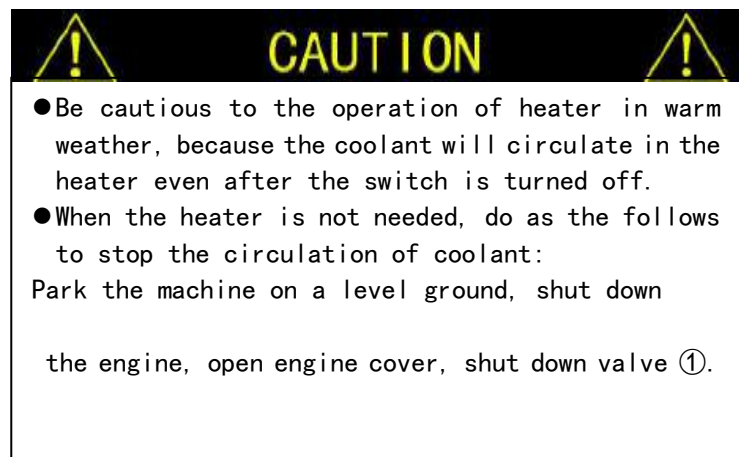 CAUTION
●Be cautious to the operation of heater in warm
weather, because the coolant will circulate in the
heater even after the switch is turned off.
●When the heater is not needed, do as the follows
to stop the circulation of coolant:
Park the machine on a level ground, shut down
the engine, open engine cover, shut down valve ①.